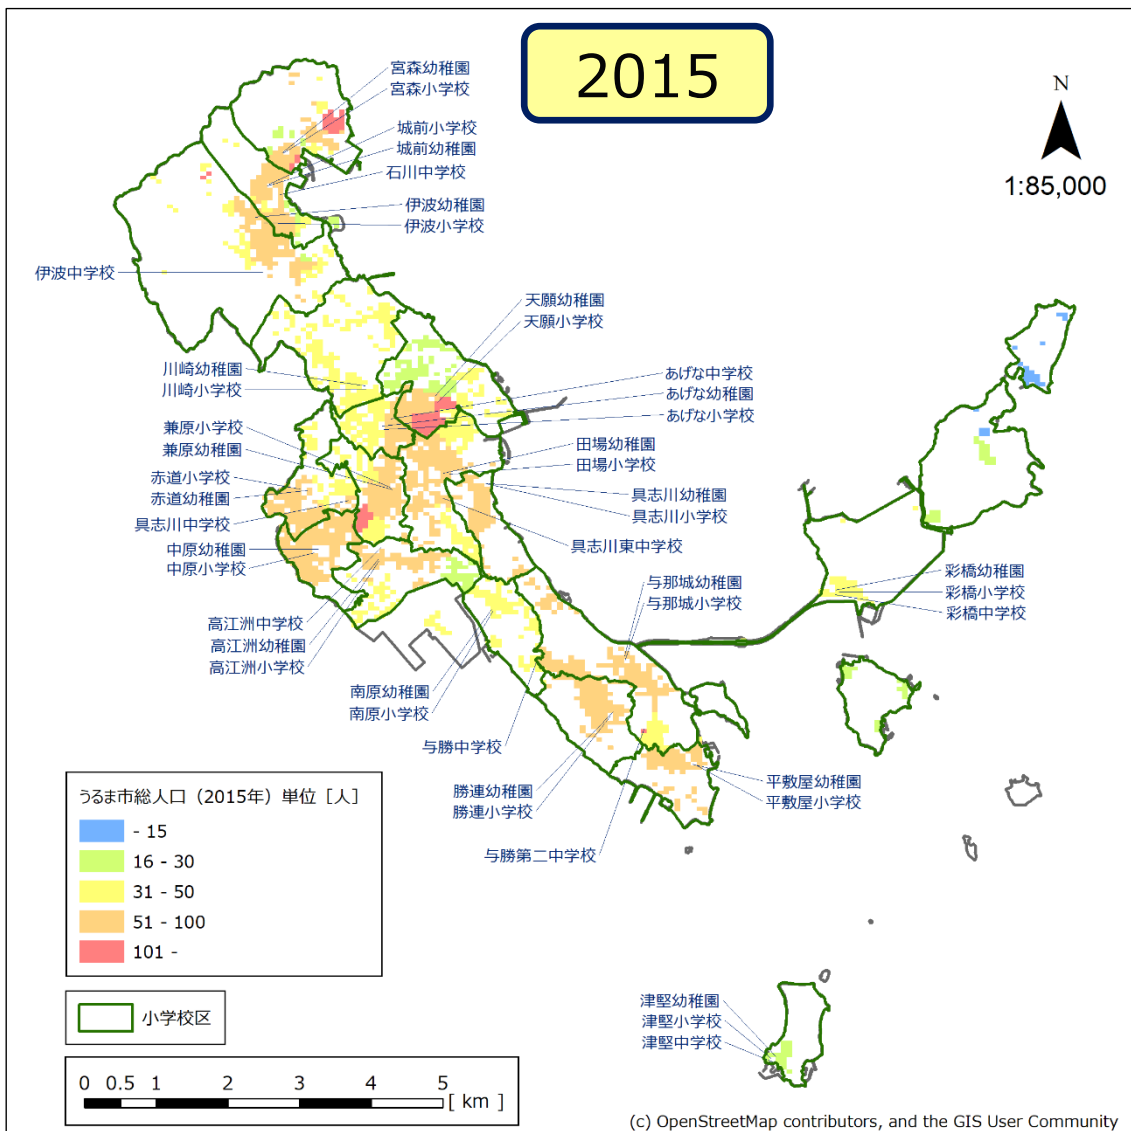 2015
N
1:85,000
宮森幼稚園
宮森小学校
城前小学校
城前幼稚園
石川中学校
伊波幼稚園
伊波小学校
伊波中学校
天願幼稚園
天願小学校
川崎幼稚園
川崎小学校
あげな中学校
あげな幼稚園
あげな小学校
兼原小学校
兼原幼稚園
田場幼稚園
田場小学校
赤道小学校
赤道幼稚園
具志川幼稚園
具志川小学校
具志川中学校
具志川東中学校
中原幼稚園
中原小学校
彩橋幼稚園
彩橋小学校
彩橋中学校
与那城幼稚園
与那城小学校
高江洲中学校
高江洲幼稚園
高江洲小学校
南原幼稚園
南原小学校
与勝中学校
勝連幼稚園
勝連小学校
平敷屋幼稚園
平敷屋小学校
与勝第二中学校
うるま市総人口（2015年）単位［人］
- 15
16 - 30
31 - 50
51 - 100
101 -
小学校区
津堅幼稚園
津堅小学校
津堅中学校
0 0.5 1 2 3 4 5
[ km ]
(c) OpenStreetMap contributors, and the GIS User Community